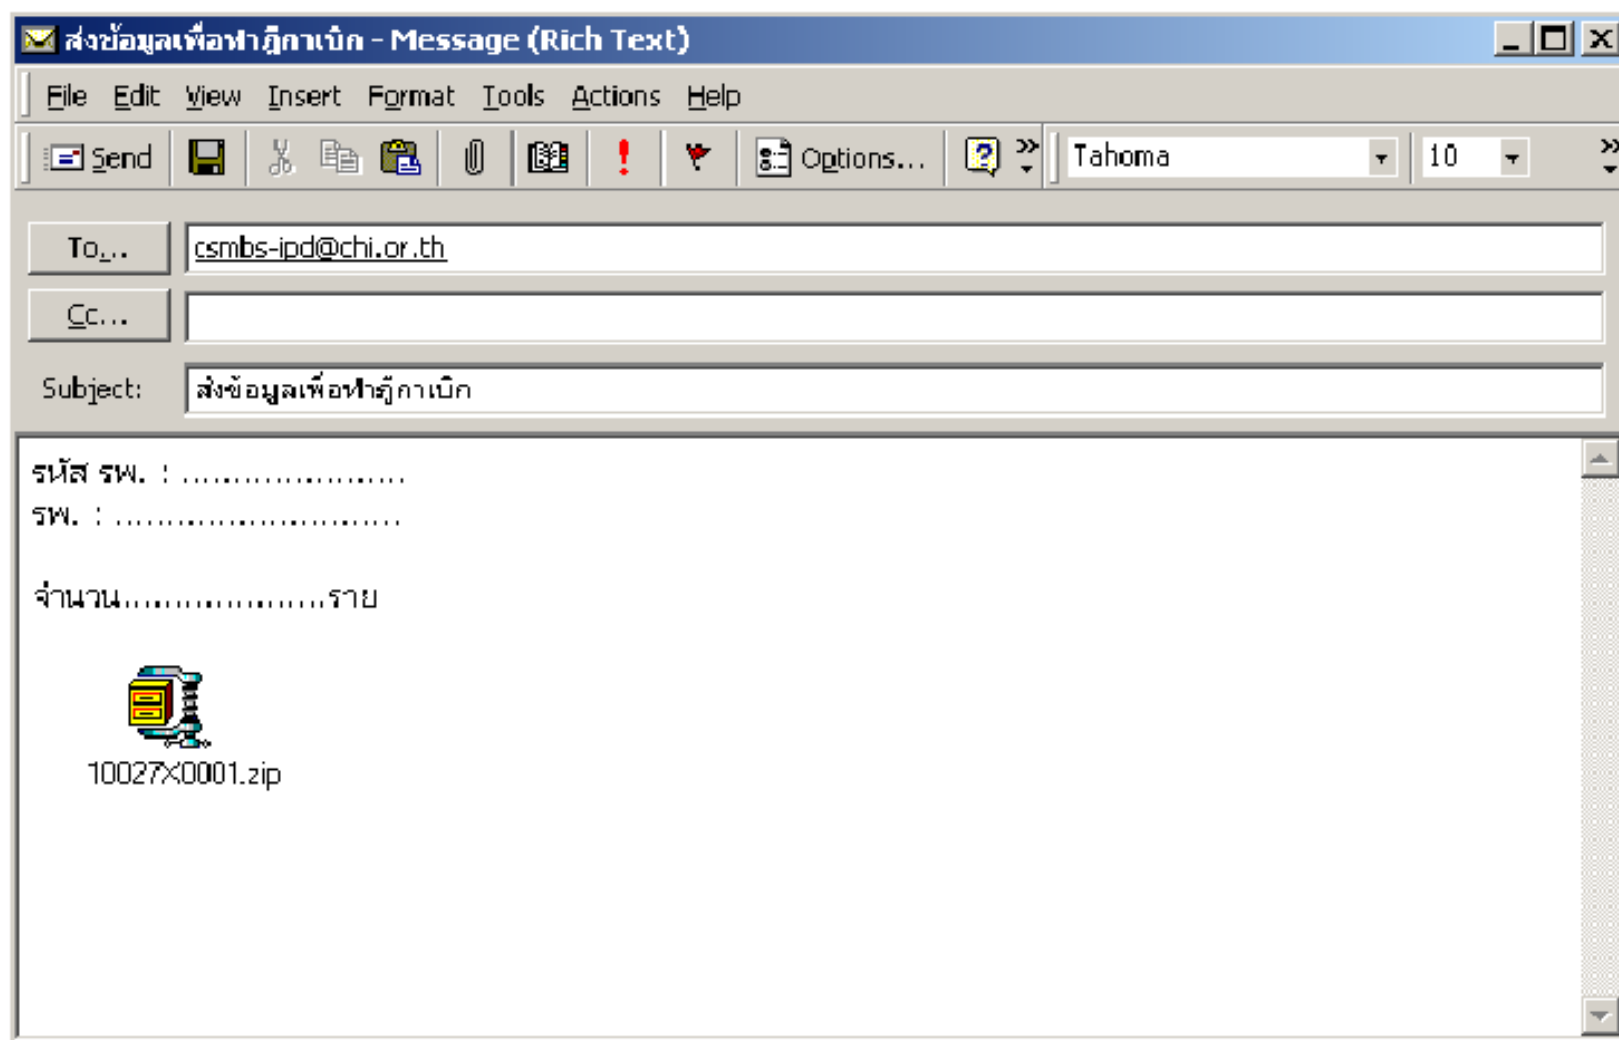 ส่งข้อมูลเพื่อทำฎีกาเบิก - Message (Rich Text)
File Edit View Insert Format Tools Actions Help
Send Options... Tahoma 10
To... csmbs-ipd@chi.or.th
Cc...
Subject: ส่งข้อมูลเพื่อทำฎีกาเบิก
รหัส รพ. : .......................
รพ. : .............................
จำนวน.....................ราย
10027X0001.zip